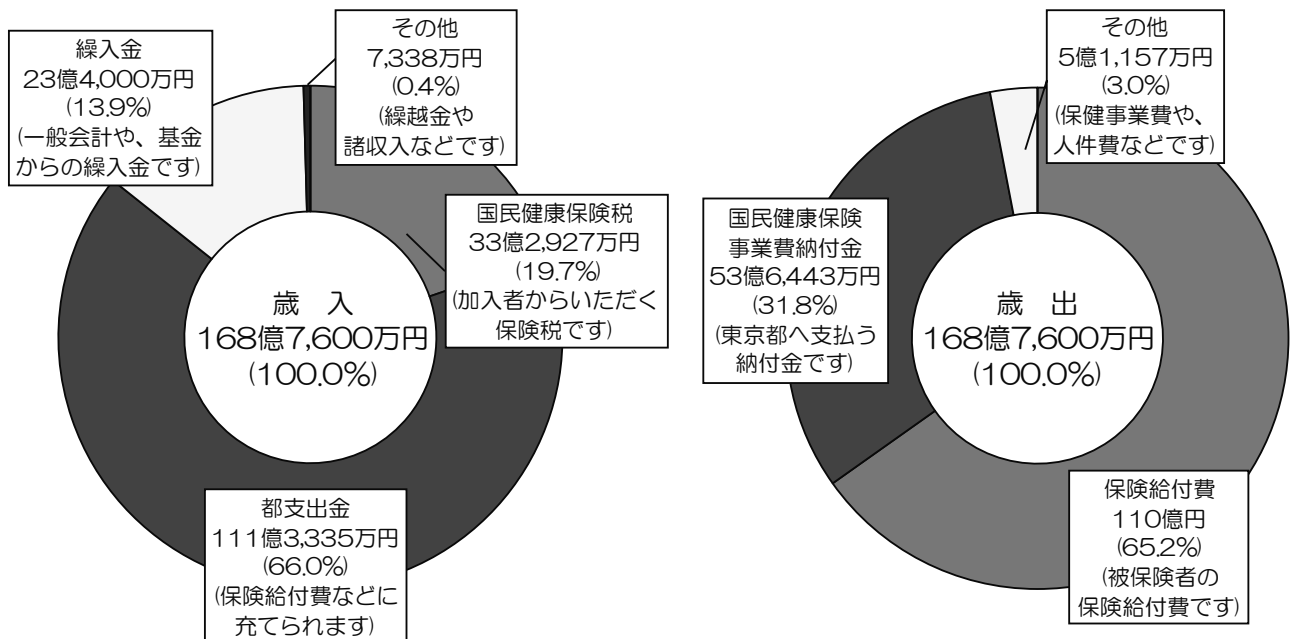 繰入金
23億4,000万円
(13.9%)
(一般会計や、基金
からの繰入金です)
その他
7,338万円
(0.4%)
(繰越金や
諸収入などです)
国民健康保険税
33億2,927万円
(19.7%)
(加入者からいただく
保険税です)
歳 入
168億7,600万円
(100.0%)
都支出金
111億3,335万円
(66.0%)
(保険給付費などに
充てられます)
その他
5億1,157万円
(3.0%)
(保健事業費や、
人件費などです)
国民健康保険
事業費納付金
53億6,443万円
(31.8%)
(東京都へ支払う
納付金です)
歳 出
168億7,600万円
(100.0%)
保険給付費
110億円
(65.2%)
(被保険者の
保険給付費です)